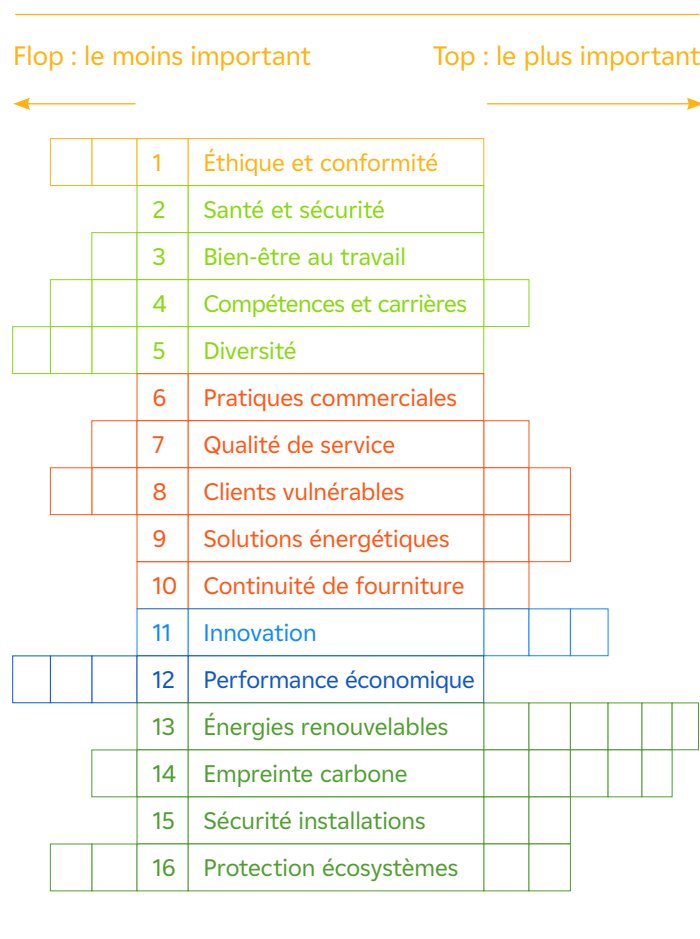 Flop : le moins important Top : le plus important
1 Éthique et conformité
2 Santé et sécurité
3 Bien-être au travail
4 Compétences et carrières
5 Diversité
6 Pratiques commerciales
7 Qualité de service
8 Clients vulnérables
9 Solutions énergétiques
10 Continuité de fourniture
11 Innovation
12 Performance économique
13 Énergies renouvelables
14 Empreinte carbone
15 Sécurité installations
16 Protection écosystèmes